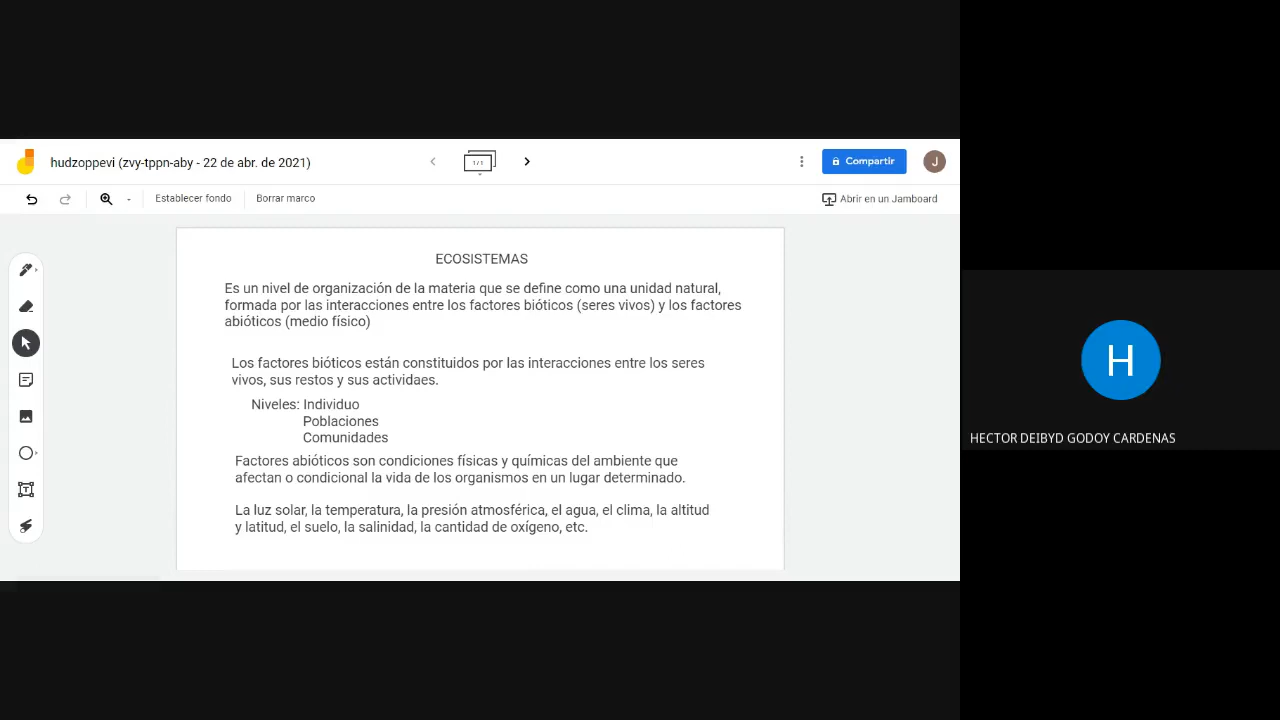 hudzoppevi (zvy-tppn-aby - 22 de abr. de 2021)
1/1
Compartir
J
Establecer fondo
Borrar marco
Abrir en un Jamboard
ECOSISTEMAS
Es un nivel de organización de la materia que se define como una unidad natural,
formada por las interacciones entre los factores bióticos (seres vivos) y los factores
abióticos (medio físico)
Los factores bióticos están constituidos por las interacciones entre los seres
vivos, sus restos y sus actividaes.
Niveles: Individuo
Poblaciones
Comunidades
Factores abióticos son condiciones físicas y químicas del ambiente que
afectan o condicional la vida de los organismos en un lugar determinado.
La luz solar, la temperatura, la presión atmosférica, el agua, el clima, la altitud
y latitud, el suelo, la salinidad, la cantidad de oxígeno, etc.
H
HECTOR DEIBYD GODOY CARDENAS